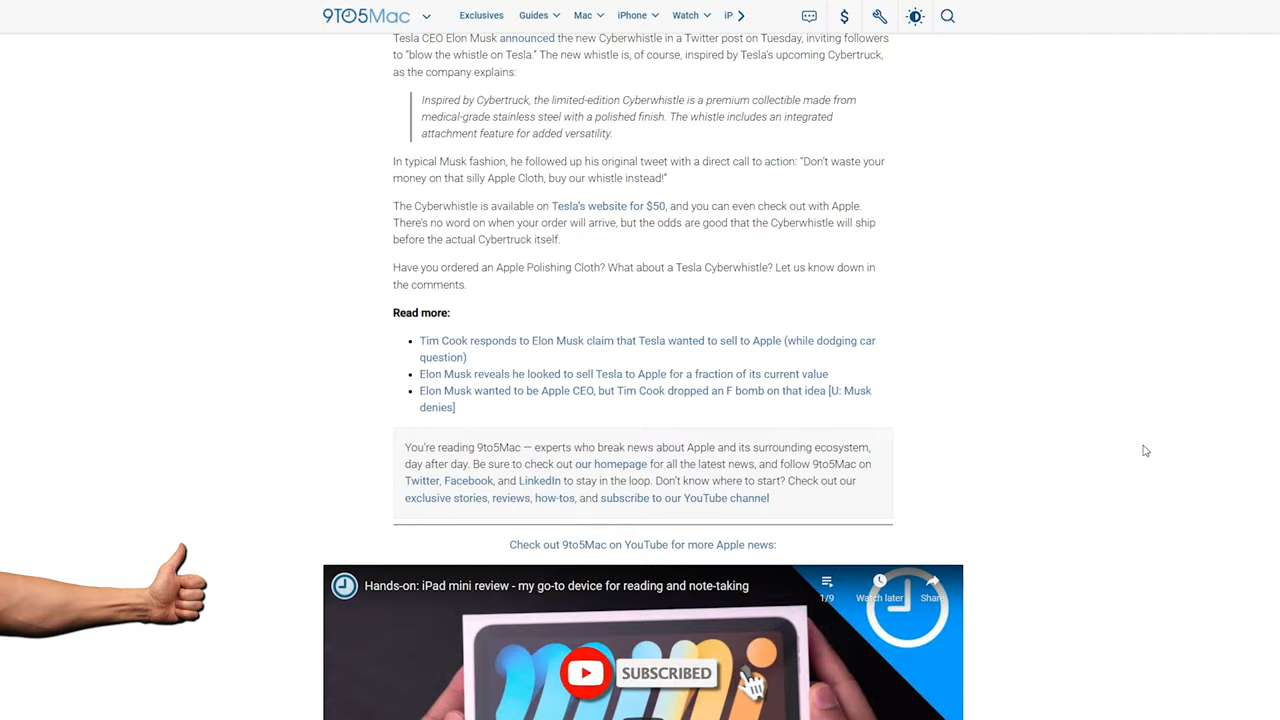 9TO5Mac
Exclusives
Guides
Mac
iPhone
Watch
iP
Tesla CEO Elon Musk announced the new Cyberwhistle in a Twitter post on Tuesday, inviting followers
to “blow the whistle on Tesla.” The new whistle is, of course, inspired by Tesla’s upcoming Cybertruck,
as the company explains:
Inspired by Cybertruck, the limited-edition Cyberwhistle is a premium collectible made from
medical-grade stainless steel with a polished finish. The whistle includes an integrated
attachment feature for added versatility.
In typical Musk fashion, he followed up his original tweet with a direct call to action: “Don’t waste your
money on that silly Apple Cloth, buy our whistle instead!”
The Cyberwhistle is available on Tesla’s website for $50, and you can even check out with Apple.
There’s no word on when your order will arrive, but the odds are good that the Cyberwhistle will ship
before the actual Cybertruck itself.
Have you ordered an Apple Polishing Cloth? What about a Tesla Cyberwhistle? Let us know down in
the comments.
Read more:
Tim Cook responds to Elon Musk claim that Tesla wanted to sell to Apple (while dodging car
question)
Elon Musk reveals he looked to sell Tesla to Apple for a fraction of its current value
Elon Musk wanted to be Apple CEO, but Tim Cook dropped an F bomb on that idea [U: Musk
denies]
You’re reading 9to5Mac — experts who break news about Apple and its surrounding ecosystem,
day after day. Be sure to check out our homepage for all the latest news, and follow 9to5Mac on
Twitter, Facebook, and LinkedIn to stay in the loop. Don’t know where to start? Check out our
exclusive stories, reviews, how-tos, and subscribe to our YouTube channel
Check out 9to5Mac on YouTube for more Apple news:
Hands-on: iPad mini review - my go-to device for reading and note-taking
1/9
Watch later
Share
SUBSCRIBED